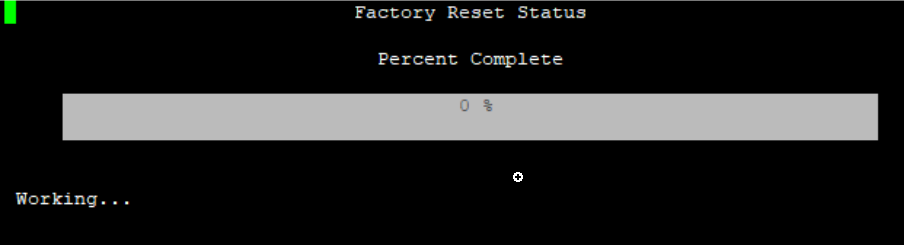 Factory Reset Status
Percent Complete
0 %
Working...